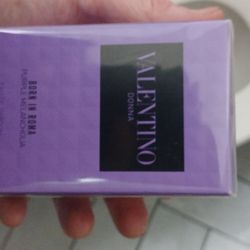 VALENTINO
DONNA
BORN IN ROMA
PURPLE MELANCHOLIA